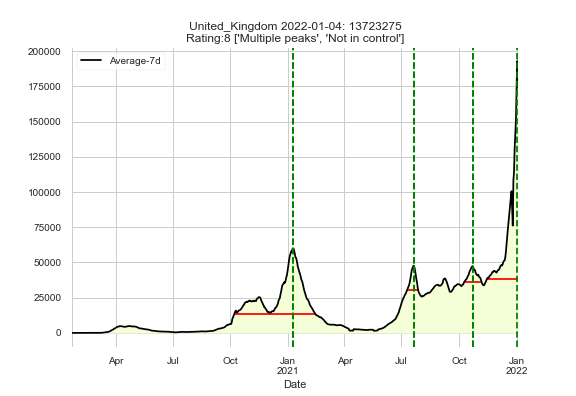 United_Kingdom 2022-01-04: 13723275
Rating:8 ['Multiple peaks', 'Not in control']
200000
Average-7d
175000
150000
125000
100000
75000
50000
25000
0
Apr Jul Oct Jan Apr Jul Oct Jan
2021 2022
Date